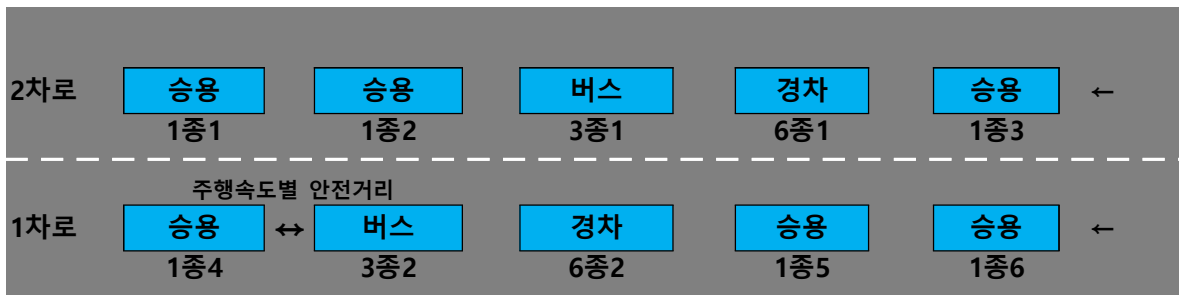 2차로 승용 승용 버스 경차 승용 ←
1종1 1종2 3종1 6종1 1종3
주행속도별 안전거리
1차로 승용 ↔ 버스 경차 승용 승용 ←
1종4 3종2 6종2 1종5 1종6